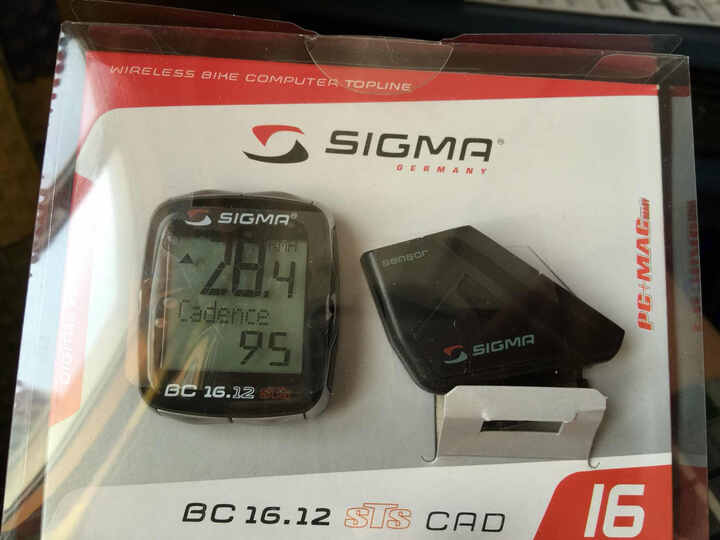 WIRELESS BIKE COMPUTER TOPLINE
SIGMA®
GERMANY
SIGMA®
28.4
Cadence
95
BC 16.12 STS
sensor
SIGMA
PC+MAC
BC 16.12 STS CAD
16